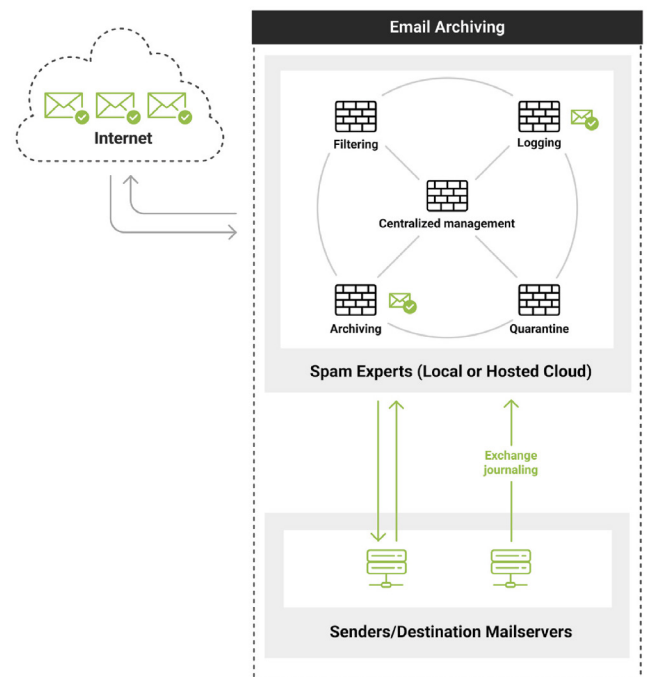 Email Archiving
Internet
Filtering
Logging
Centralized management
Archiving
Quarantine
Spam Experts (Local or Hosted Cloud)
Exchange
journaling
Senders/Destination Mailservers